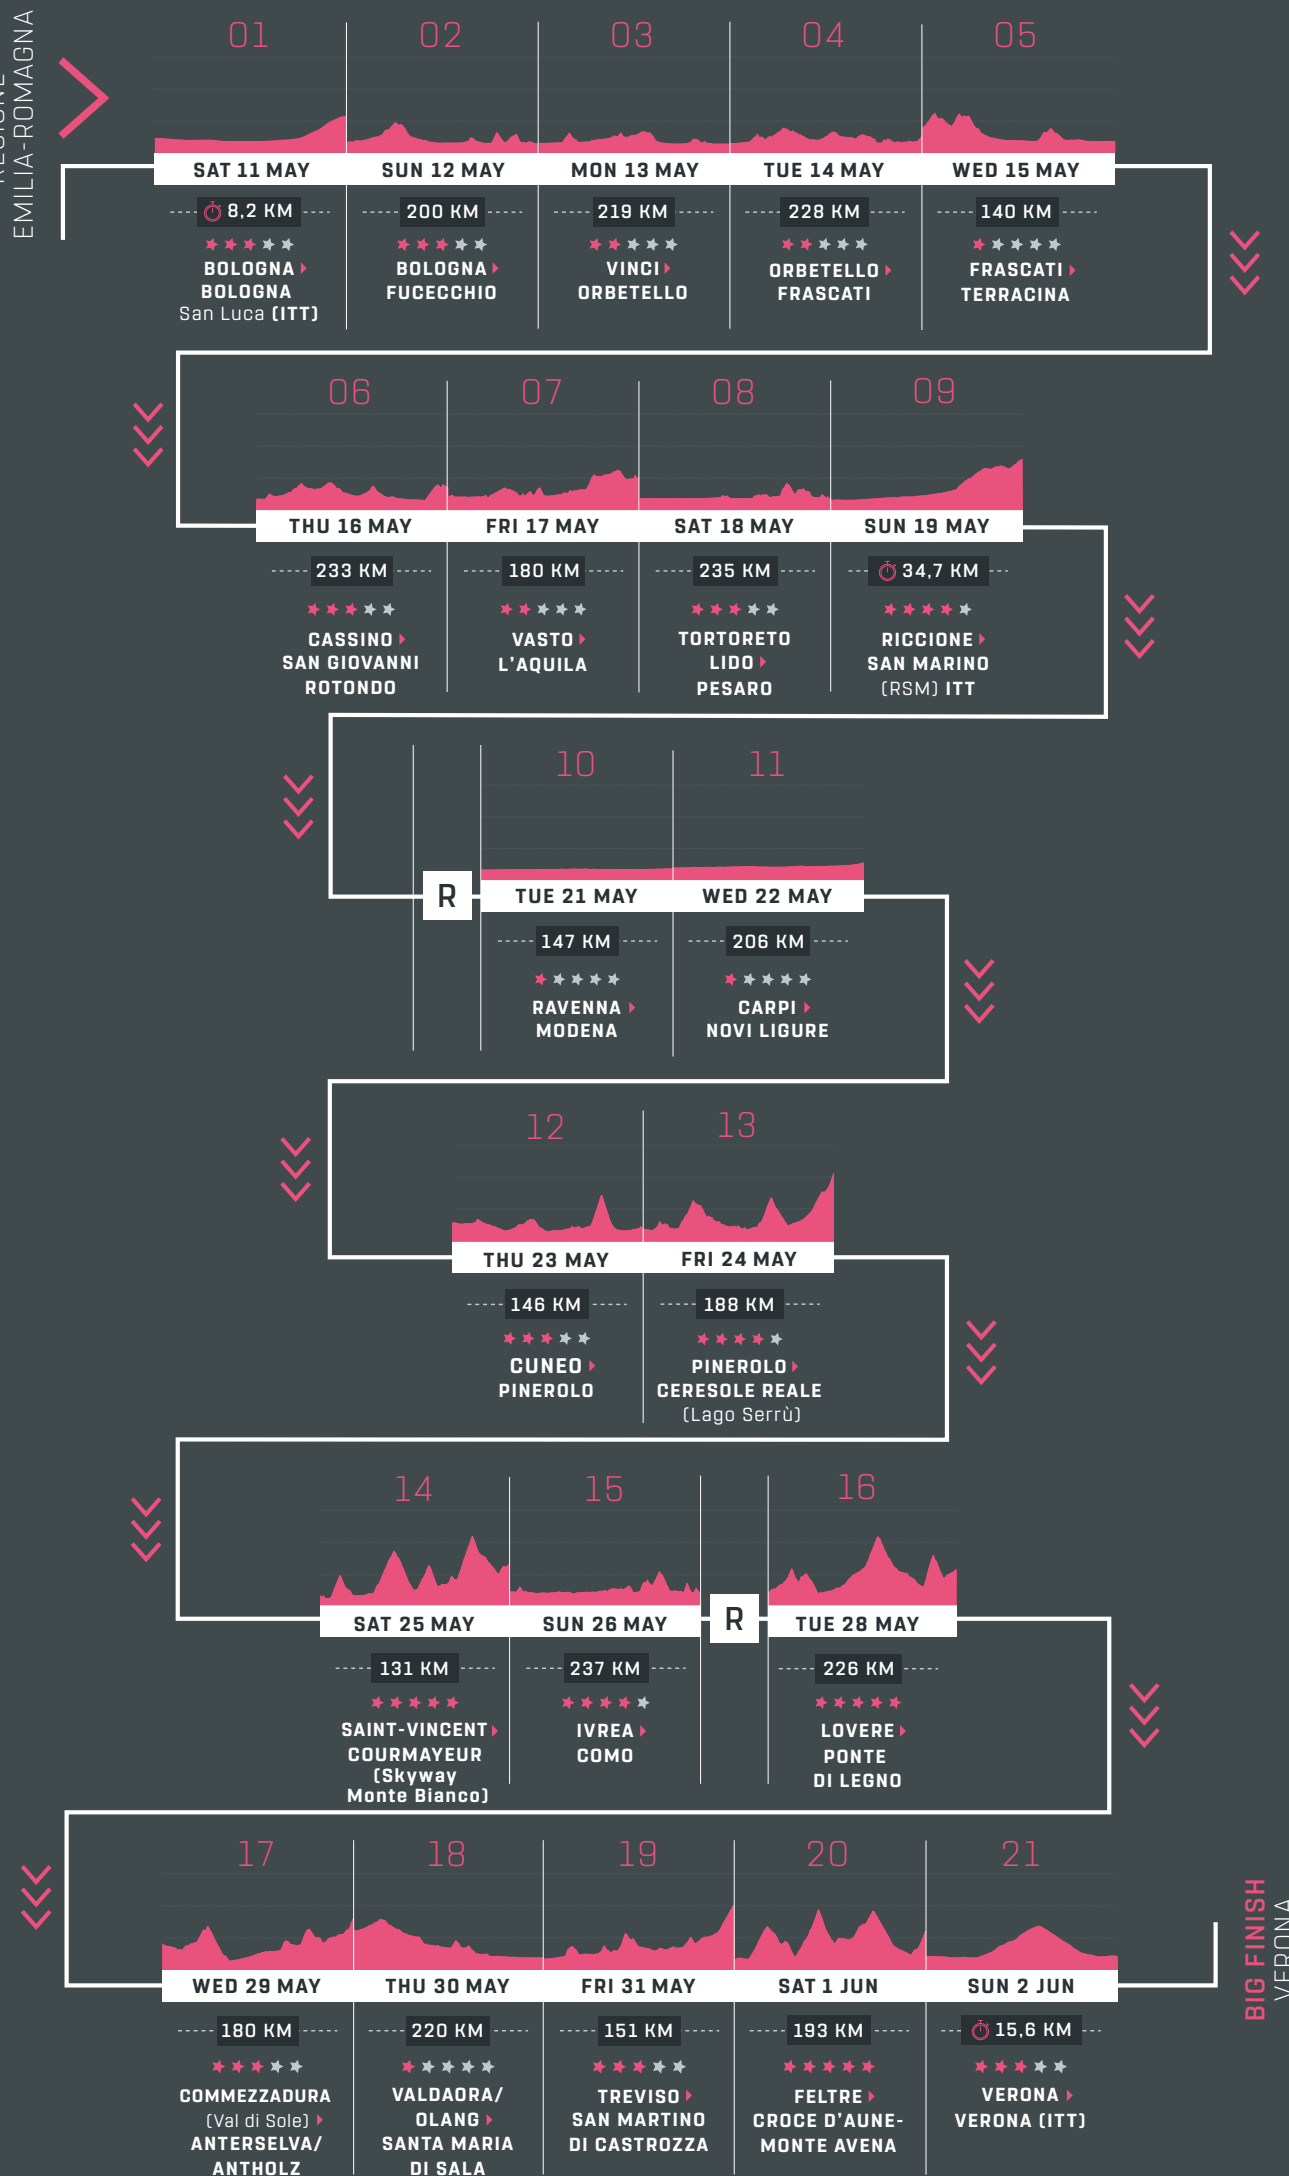 EMILIA-ROMAGNA
01
02
03
04
05
SAT 11 MAY
SUN 12 MAY
MON 13 MAY
TUE 14 MAY
WED 15 MAY
8,2 KM
200 KM
219 KM
228 KM
140 KM
BOLOGNA
BOLOGNA
San Luca (ITT)
BOLOGNA
FUCECCHIO
VINCI
ORBETELLO
ORBETELLO
FRASCATI
FRASCATI
TERRACINA
06
07
08
09
THU 16 MAY
FRI 17 MAY
SAT 18 MAY
SUN 19 MAY
233 KM
180 KM
235 KM
34,7 KM
CASSINO
SAN GIOVANNI
ROTONDO
VASTO
L'AQUILA
TORTORETO
LIDO
PESARO
RICCIONE
SAN MARINO
(RSM) ITT
10
11
R
TUE 21 MAY
WED 22 MAY
147 KM
206 KM
RAVENNA
MODENA
CARPI
NOVI LIGURE
12
13
THU 23 MAY
FRI 24 MAY
146 KM
188 KM
CUNEO
PINEROLO
PINEROLO
CERESOLE REALE
(Lago Serrù)
14
15
16
SAT 25 MAY
SUN 26 MAY
R
TUE 28 MAY
131 KM
237 KM
226 KM
SAINT-VINCENT
COURMAYEUR
(Skyway
Monte Bianco)
IVREA
COMO
LOVERE
PONTE
DI LEGNO
17
18
19
20
21
WED 29 MAY
THU 30 MAY
FRI 31 MAY
SAT 1 JUN
SUN 2 JUN
180 KM
220 KM
151 KM
193 KM
15,6 KM
COMMEZZADURA
(Val di Sole)
ANTERSELVA/
ANTHOLZ
VALDAORA/
OLANG
SANTA MARIA
DI SALA
TREVISO
SAN MARTINO
DI CASTROZZA
FELTRE
CROCE D'AUNE-
MONTE AVENA
VERONA
VERONA (ITT)
BIG FINISH
VERONA